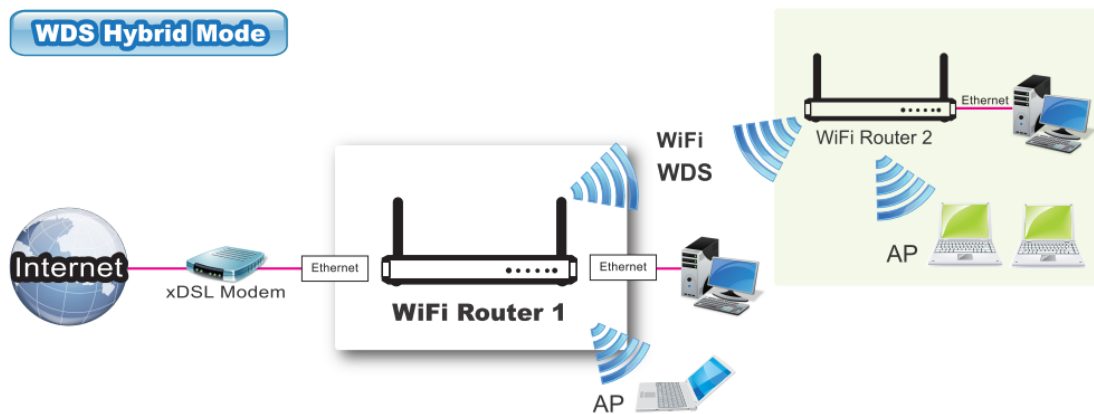 WDS Hybrid Mode
Ethernet
WiFi Router 2
WiFi
WDS
AP
Internet
xDSL Modem
Ethernet
Ethernet
WiFi Router 1
AP